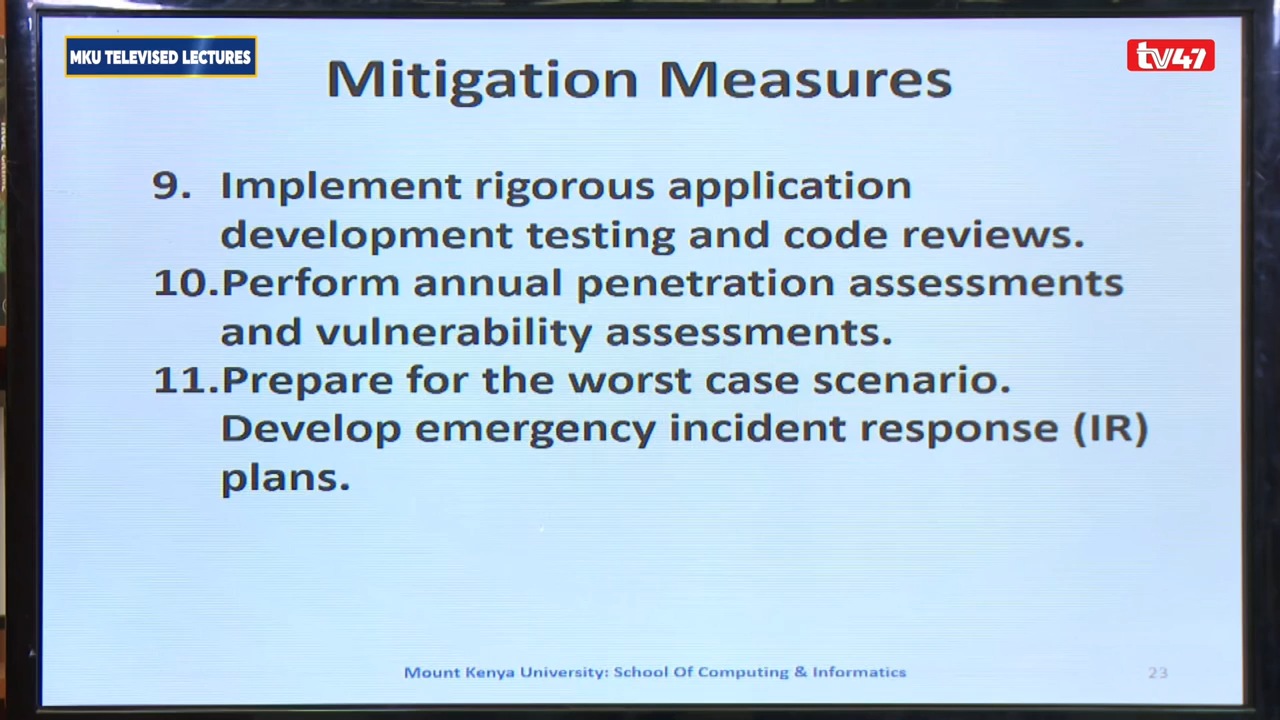 MKU TELEVISED LECTURES
tv47
Mitigation Measures
9. Implement rigorous application
development testing and code reviews.
10.Perform annual penetration assessments
and vulnerability assessments.
11.Prepare for the worst case scenario.
Develop emergency incident response (IR)
plans.
Mount Kenya University: School Of Computing & Informatics
23